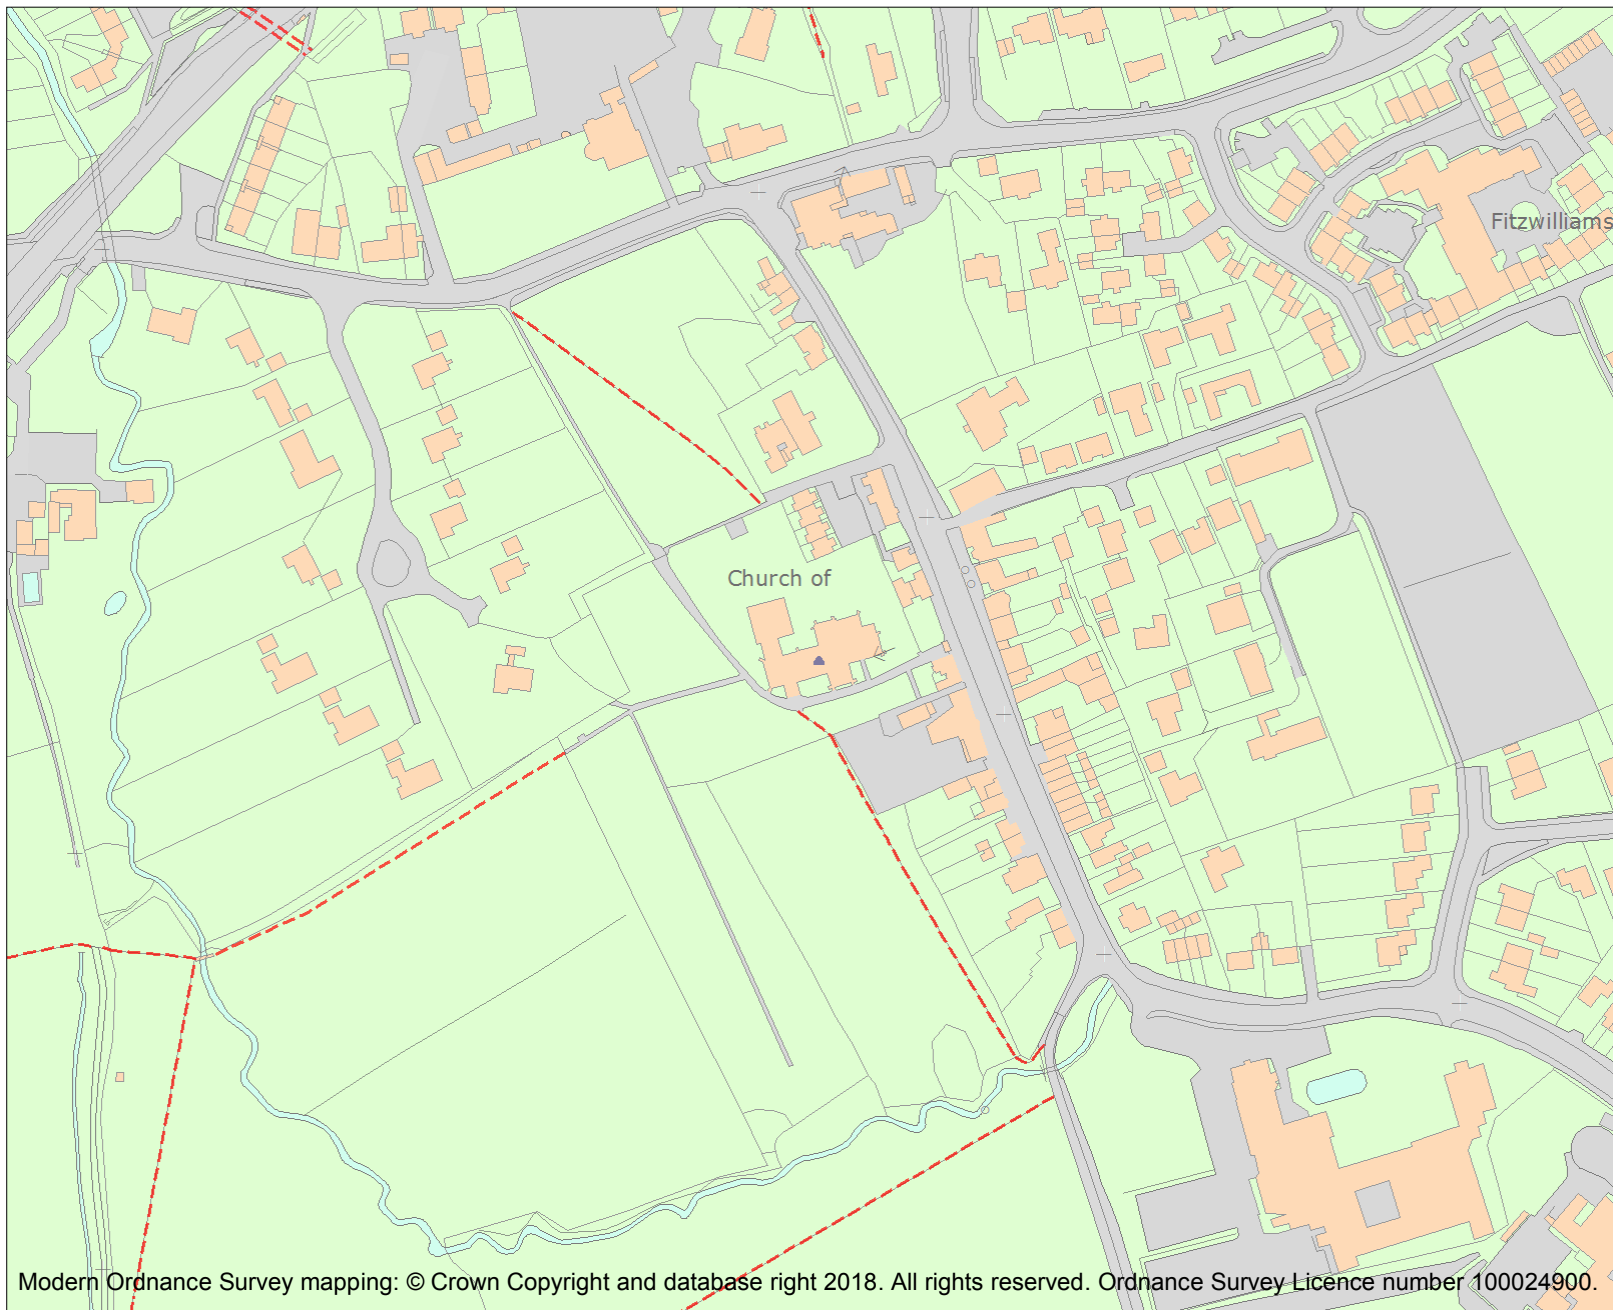 Fitzwilliams
Church of
Modern Ordnance Survey mapping: © Crown Copyright and database right 2018. All rights reserved. Ordnance Survey Licence number 100024900.